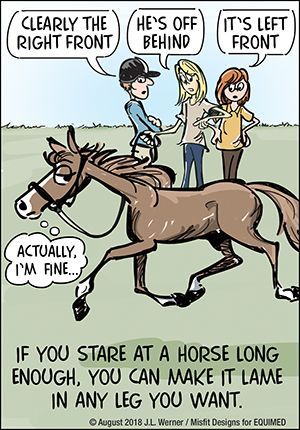 CLEARLY THE
RIGHT FRONT
HE'S OFF
BEHIND
IT'S LEFT
FRONT
ACTUALLY,
I'M FINE...
IF YOU STARE AT A HORSE LONG
ENOUGH, YOU CAN MAKE IT LAME
IN ANY LEG YOU WANT.
© August 2018 J.L. Werner / Misfit Designs for EQUIMED